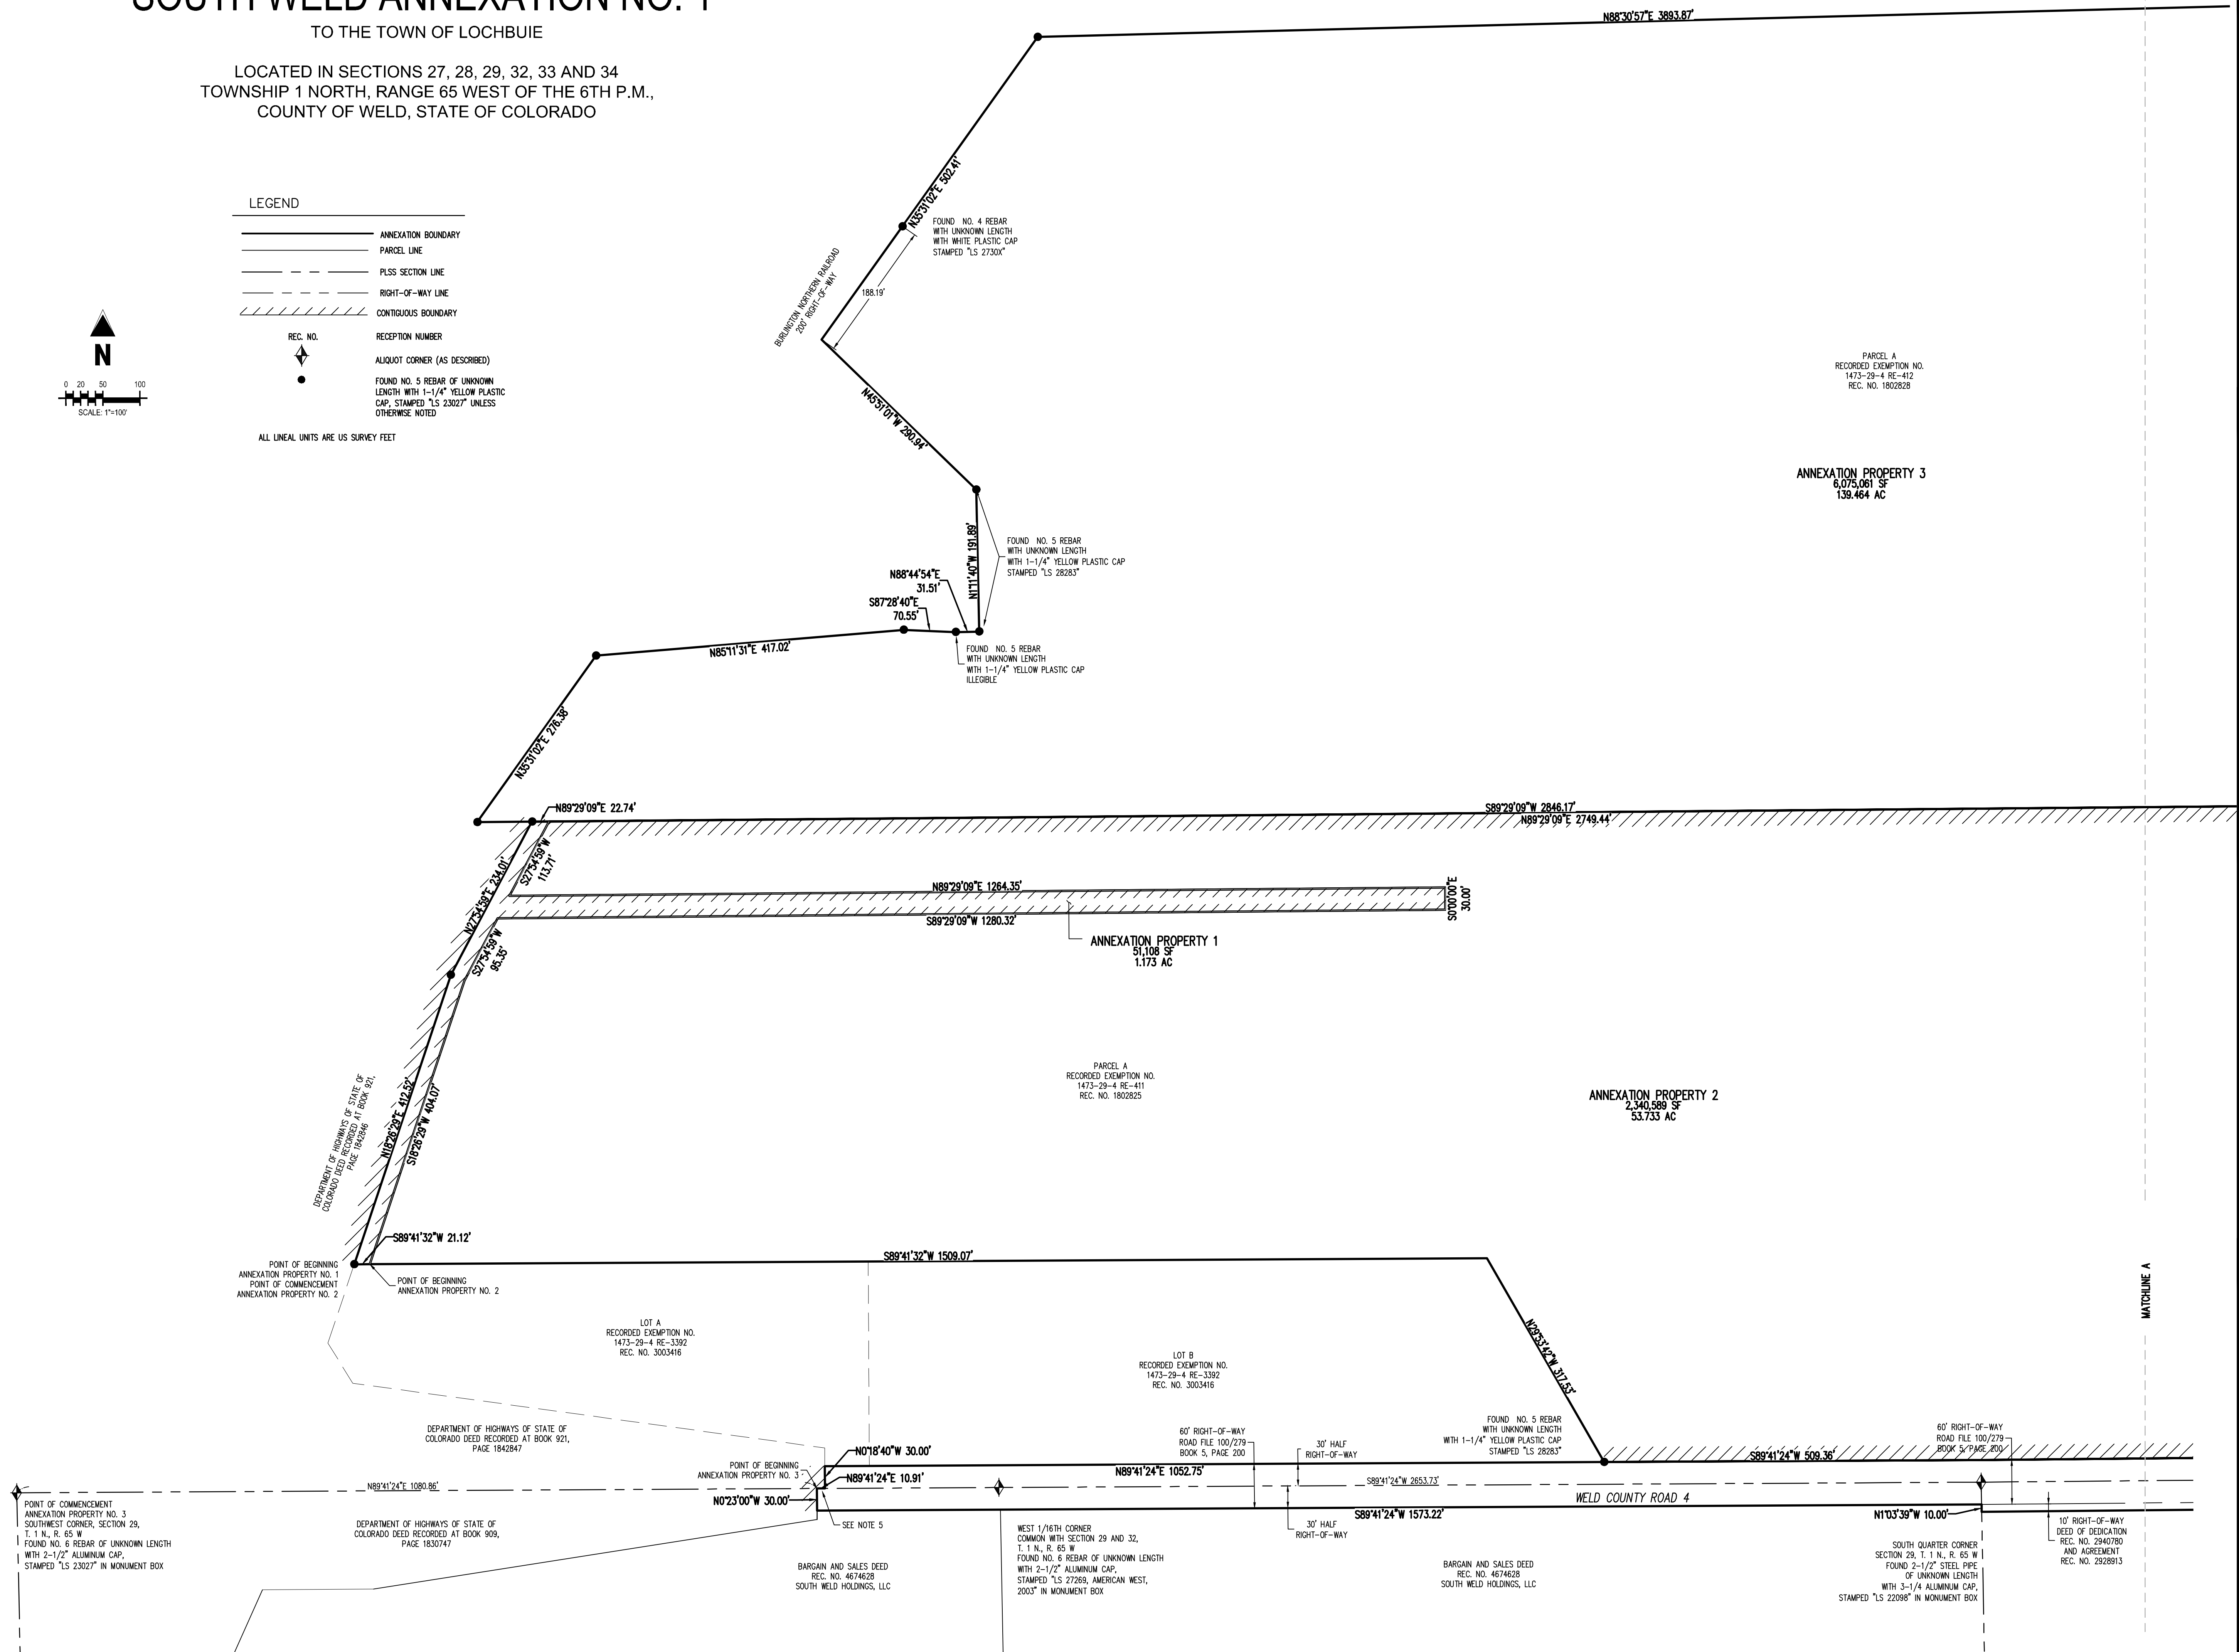 SOUTH WELD ANNEXATION NO. 1
TO THE TOWN OF LOCHBUIE
LOCATED IN SECTIONS 27, 28, 29, 32, 33 AND 34
TOWNSHIP 1 NORTH, RANGE 65 WEST OF THE 6TH P.M.,
COUNTY OF WELD, STATE OF COLORADO
LEGEND
ANNEXATION BOUNDARY
PARCEL LINE
PLSS SECTION LINE
RIGHT-OF-WAY LINE
CONTIGUOUS BOUNDARY
REC. NO. RECEPTION NUMBER
ALIQUOT CORNER (AS DESCRIBED)
FOUND NO. 5 REBAR OF UNKNOWN
LENGTH WITH 1-1/4" YELLOW PLASTIC
CAP, STAMPED "LS 23027" UNLESS
OTHERWISE NOTED
ALL LINEAL UNITS ARE US SURVEY FEET
N
0 20 50 100
SCALE: 1"=100'
N88°30'57"E 3893.87'
N35°31'02"E 502.41'
FOUND NO. 4 REBAR
WITH UNKNOWN LENGTH
WITH WHITE PLASTIC CAP
STAMPED "LS 2730X"
BURLINGTON NORTHERN RAILROAD
200' RIGHT-OF-WAY
188.19'
N45°51'01"W 290.94'
PARCEL A
RECORDED EXEMPTION NO.
1473-29-4 RE-412
REC. NO. 1802828
ANNEXATION PROPERTY 3
6,075,061 SF
139.464 AC
N1°11'40"W 191.89'
FOUND NO. 5 REBAR
WITH UNKNOWN LENGTH
WITH 1-1/4" YELLOW PLASTIC CAP
STAMPED "LS 28283"
N88°44'54"E
31.51'
S87°28'40"E
70.55'
N85°11'31"E 417.02'
FOUND NO. 5 REBAR
WITH UNKNOWN LENGTH
WITH 1-1/4" YELLOW PLASTIC CAP
ILLEGIBLE
N35°31'02"E 276.38'
N89°29'09"E 22.74'
S89°29'09"W 2846.17'
N89°29'09"E 2749.44'
N27°54'59"E 234.01'
S27°54'59"W
113.71'
N89°29'09"E 1264.35'
S0°00'00"E
30.00'
S89°29'09"W 1280.32'
S27°54'59"W
95.35'
ANNEXATION PROPERTY 1
51,108 SF
1.173 AC
DEPARTMENT OF HIGHWAYS OF STATE OF
COLORADO DEED RECORDED AT BOOK 921,
PAGE 1842846
N18°26'29"E 412.52'
S18°26'29"W 404.07'
PARCEL A
RECORDED EXEMPTION NO.
1473-29-4 RE-411
REC. NO. 1802825
ANNEXATION PROPERTY 2
2,340,589 SF
53.733 AC
S89°41'32"W 21.12'
S89°41'32"W 1509.07'
POINT OF BEGINNING
ANNEXATION PROPERTY NO. 1
POINT OF COMMENCEMENT
ANNEXATION PROPERTY NO. 2
POINT OF BEGINNING
ANNEXATION PROPERTY NO. 2
MATCHLINE A
LOT A
RECORDED EXEMPTION NO.
1473-29-4 RE-3392
REC. NO. 3003416
LOT B
RECORDED EXEMPTION NO.
1473-29-4 RE-3392
REC. NO. 3003416
N29°53'42"W 317.53'
DEPARTMENT OF HIGHWAYS OF STATE OF
COLORADO DEED RECORDED AT BOOK 921,
PAGE 1842847
N0°18'40"W 30.00'
POINT OF BEGINNING
ANNEXATION PROPERTY NO. 3
N89°41'24"E 10.91'
60' RIGHT-OF-WAY
ROAD FILE 100/279
BOOK 5, PAGE 200
30' HALF
RIGHT-OF-WAY
FOUND NO. 5 REBAR
WITH UNKNOWN LENGTH
WITH 1-1/4" YELLOW PLASTIC CAP
STAMPED "LS 28283"
60' RIGHT-OF-WAY
ROAD FILE 100/279
BOOK 5, PAGE 200
S89°41'24"W 509.36'
N89°41'24"E 1052.75'
S89°41'24"W 2653.73'
N89°41'24"E 1080.86'
N0°23'00"W 30.00'
WELD COUNTY ROAD 4
S89°41'24"W 1573.22'
N1°03'39"W 10.00'
POINT OF COMMENCEMENT
ANNEXATION PROPERTY NO. 3
SOUTHWEST CORNER, SECTION 29,
T. 1 N., R. 65 W
FOUND NO. 6 REBAR OF UNKNOWN LENGTH
WITH 2-1/2" ALUMINUM CAP,
STAMPED "LS 23027" IN MONUMENT BOX
DEPARTMENT OF HIGHWAYS OF STATE OF
COLORADO DEED RECORDED AT BOOK 909,
PAGE 1830747
SEE NOTE 5
BARGAIN AND SALES DEED
REC. NO. 4674628
SOUTH WELD HOLDINGS, LLC
WEST 1/16TH CORNER
COMMON WITH SECTION 29 AND 32,
T. 1 N., R. 65 W
FOUND NO. 6 REBAR OF UNKNOWN LENGTH
WITH 2-1/2" ALUMINUM CAP,
STAMPED "LS 27269, AMERICAN WEST,
2003" IN MONUMENT BOX
30' HALF
RIGHT-OF-WAY
BARGAIN AND SALES DEED
REC. NO. 4674628
SOUTH WELD HOLDINGS, LLC
SOUTH QUARTER CORNER
SECTION 29, T. 1 N., R. 65 W
FOUND 2-1/2" STEEL PIPE
OF UNKNOWN LENGTH
WITH 3-1/4 ALUMINUM CAP,
STAMPED "LS 22098" IN MONUMENT BOX
10' RIGHT-OF-WAY
DEED OF DEDICATION
REC. NO. 2940780
AND AGREEMENT
REC. NO. 2928913